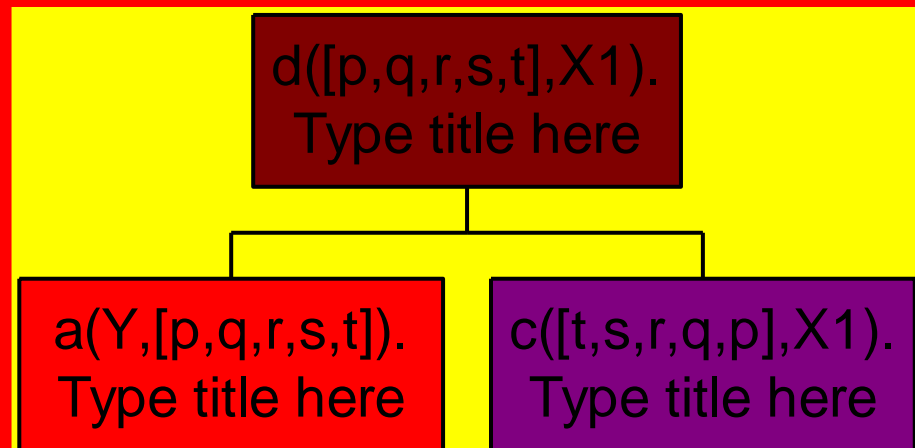 d([p,q,r,s,t],X1).
Type title here
a(Y,[p,q,r,s,t]).
Type title here
c([t,s,r,q,p],X1).
Type title here